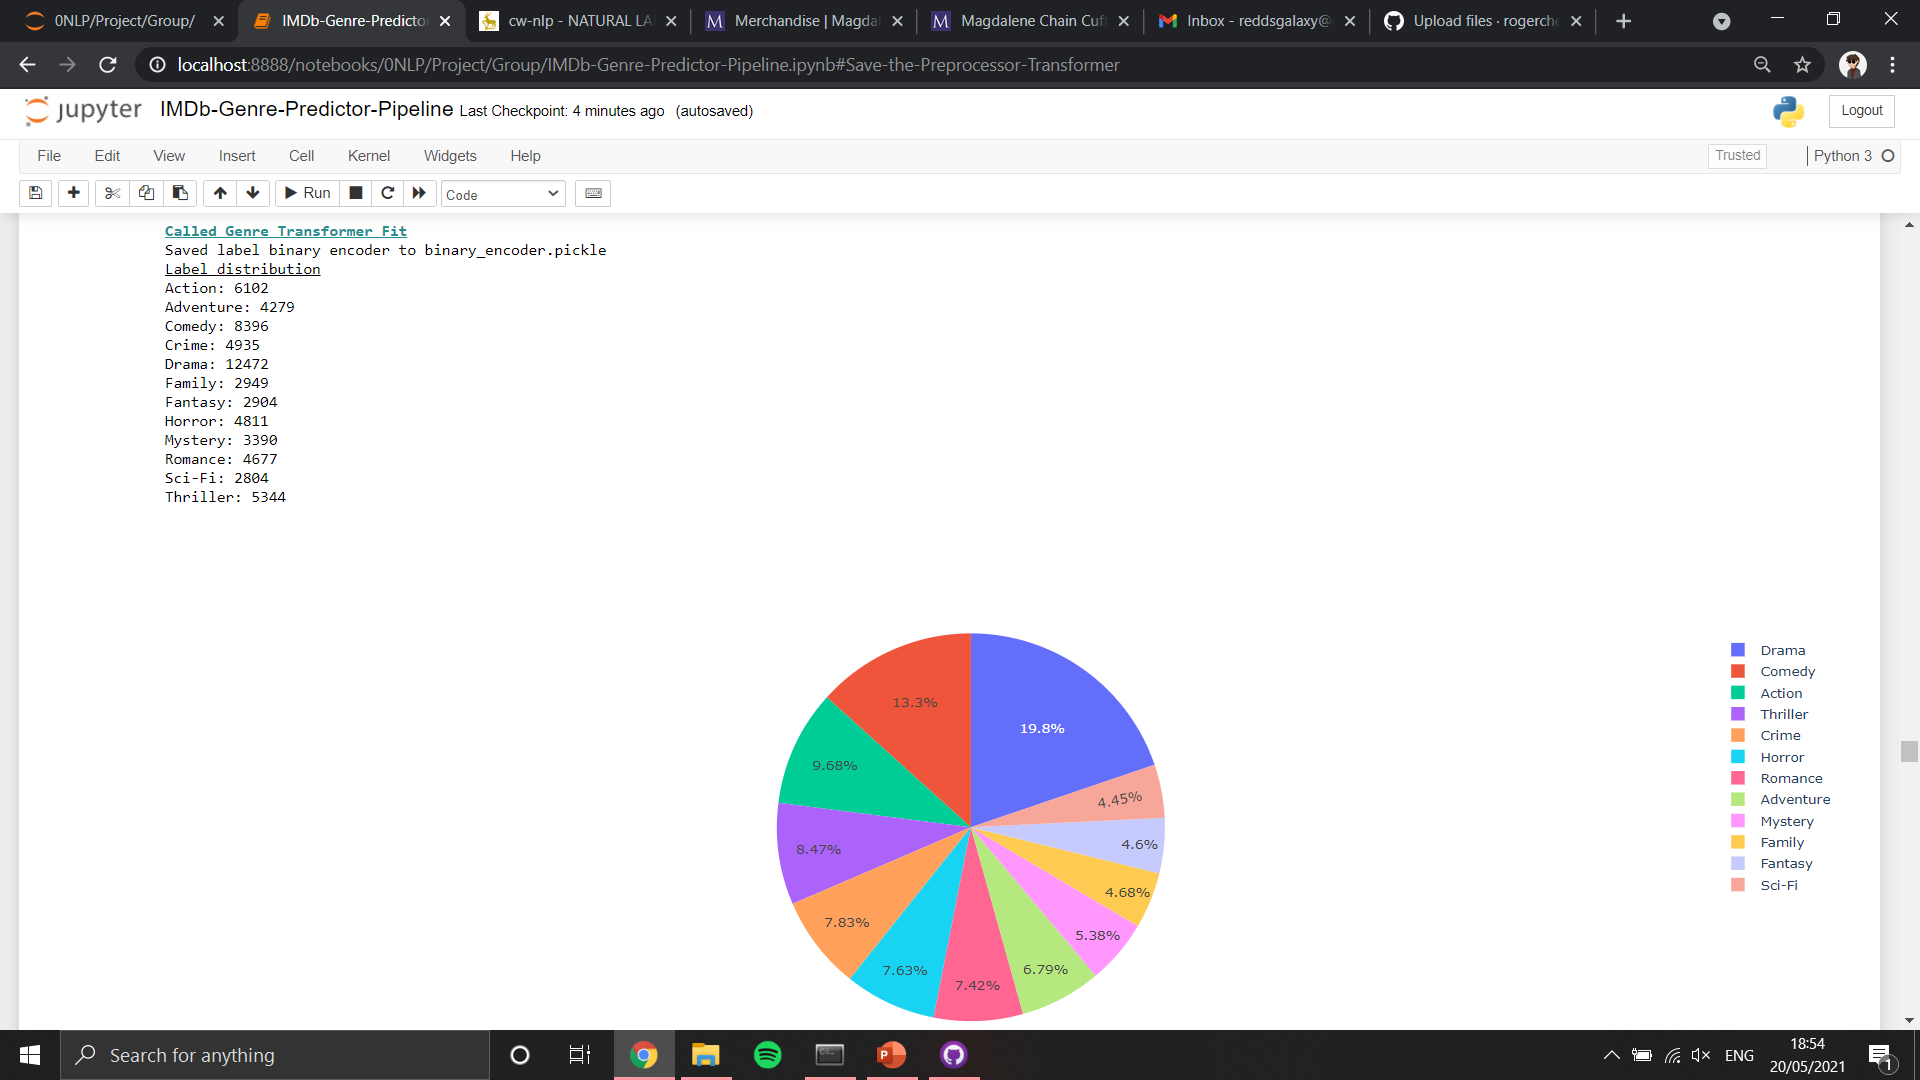 0NLP/Project/Group/
IMDb-Genre-Predicto
cw-nlp - NATURAL LA
Merchandise | Magdal
Magdalene Chain Cuff
Inbox - reddsgalaxy@
Upload files · rogerche
localhost:8888/notebooks/0NLP/Project/Group/IMDb-Genre-Predictor-Pipeline.ipynb#Save-the-Preprocessor-Transformer
jupyter IMDb-Genre-Predictor-Pipeline Last Checkpoint: 4 minutes ago (autosaved)
Logout
File Edit View Insert Cell Kernel Widgets Help
Trusted
Python 3
Run
Code
Called Genre Transformer Fit
Saved label binary encoder to binary_encoder.pickle
Label distribution
Action: 6102
Adventure: 4279
Comedy: 8396
Crime: 4935
Drama: 12472
Family: 2949
Fantasy: 2904
Horror: 4811
Mystery: 3390
Romance: 4677
Sci-Fi: 2804
Thriller: 5344
19.8%
13.3%
9.68%
8.47%
7.83%
7.63%
7.42%
6.79%
5.38%
4.68%
4.6%
4.45%
Drama
Comedy
Action
Thriller
Crime
Horror
Romance
Adventure
Mystery
Family
Fantasy
Sci-Fi
Search for anything
ENG
18:54
20/05/2021
1